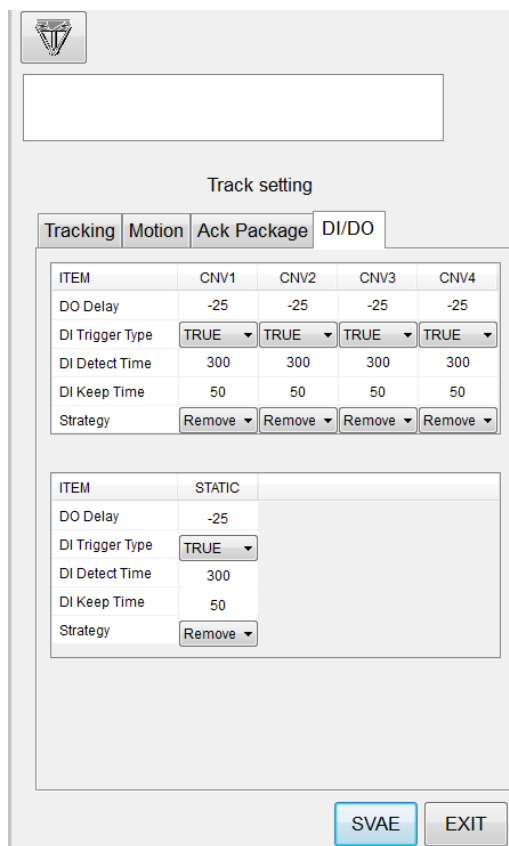 Track setting
Tracking Motion Ack Package DI/DO
ITEM CNV1 CNV2 CNV3 CNV4
DO Delay -25 -25 -25 -25
DI Trigger Type TRUE TRUE TRUE TRUE
DI Detect Time 300 300 300 300
DI Keep Time 50 50 50 50
Strategy Remove Remove Remove Remove
ITEM STATIC
DO Delay -25
DI Trigger Type TRUE
DI Detect Time 300
DI Keep Time 50
Strategy Remove
SVAE EXIT